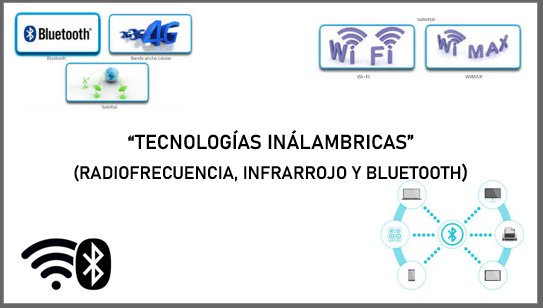 Bluetooth®
4G
Bluetooth
Banda ancha celular
Satelital
Satelital
Wi Fi
Wi MAX
Wi-Fi
WiMAX
“TECNOLOGÍAS INÁLAMBRICAS”
(RADIOFRECUENCIA, INFRARROJO Y BLUETOOTH)